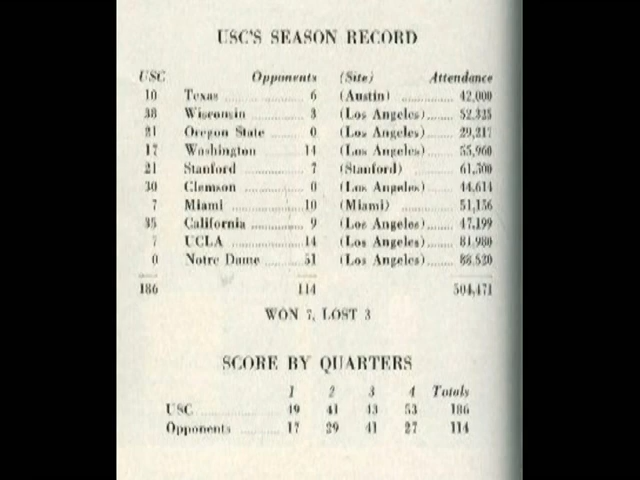 USC'S SEASON RECORD
USC Opponents (Site) Attendance
10 Texas 6 (Austin) 42,000
38 Wisconsin 3 (Los Angeles) 52,325
21 Oregon State 0 (Los Angeles) 29,217
17 Washington 14 (Los Angeles) 55,960
21 Stanford 7 (Stanford) 61,500
30 Clemson 0 (Los Angeles) 44,614
7 Miami 10 (Miami) 51,156
35 California 9 (Los Angeles) 47,199
7 UCLA 14 (Los Angeles) 81,980
0 Notre Dame 51 (Los Angeles) 88,520
186 114 504,471
WON 7, LOST 3
SCORE BY QUARTERS
1 2 3 4 Totals
USC 49 41 43 53 186
Opponents 17 29 41 27 114